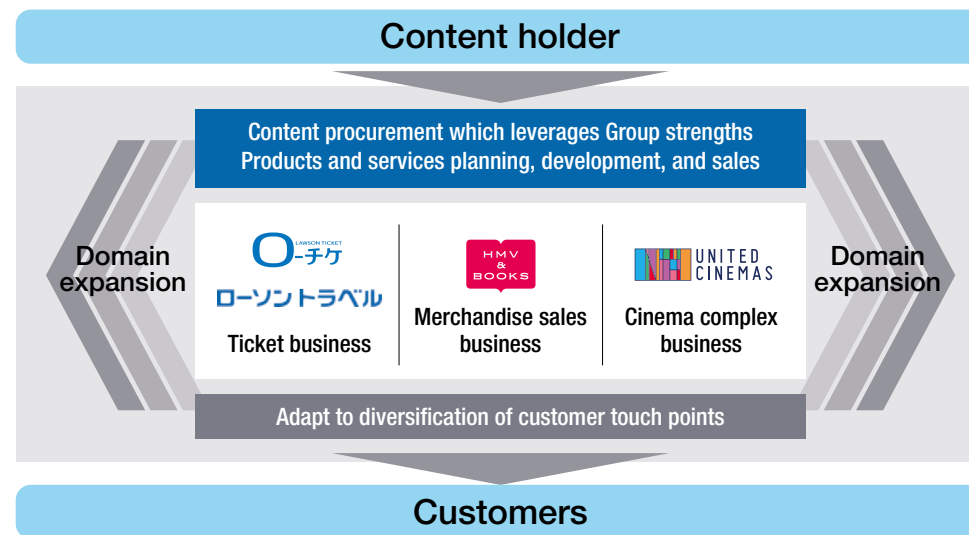 Content holder
Content procurement which leverages Group strengths
Products and services planning, development, and sales
Domain
expansion
LAWSON TICKET
ローチケ
ローソントラベル
Ticket business
HMV
&
BOOKS
Merchandise sales
business
UNITED
CINEMAS
Cinema complex
business
Domain
expansion
Adapt to diversification of customer touch points
Customers